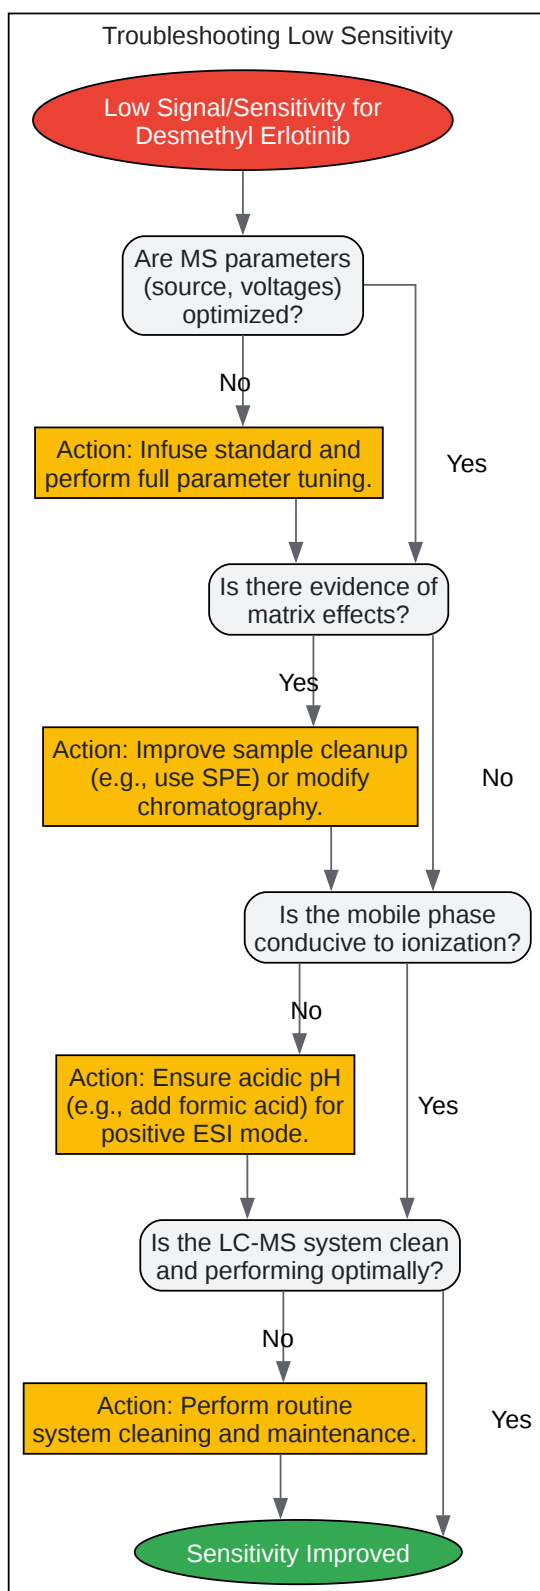 Troubleshooting Low Sensitivity
Low Signal/Sensitivity for
Desmethyl Erlotinib
Are MS parameters
(source, voltages)
optimized?
No
Action: Infuse standard and
perform full parameter tuning.
Yes
Is there evidence of
matrix effects?
Yes
Action: Improve sample cleanup
(e.g., use SPE) or modify
chromatography.
No
Is the mobile phase
conducive to ionization?
No
Action: Ensure acidic pH
(e.g., add formic acid) for
positive ESI mode.
Yes
Is the LC-MS system clean
and performing optimally?
No
Action: Perform routine
system cleaning and maintenance.
Yes
Sensitivity Improved